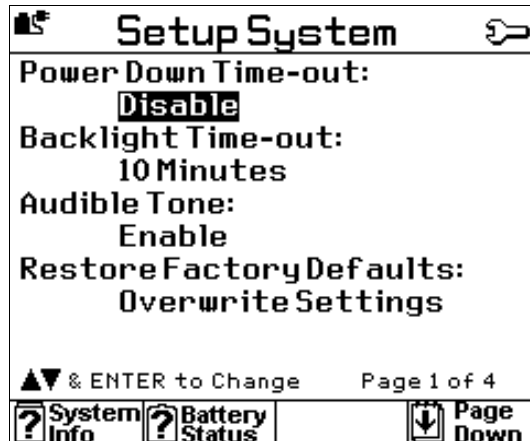 Setup System
Power Down Time-out:
Disable
Backlight Time-out:
10 Minutes
Audible Tone:
Enable
Restore Factory Defaults:
Overwrite Settings
▲▼ & ENTER to Change Page 1 of 4
? System Info ? Battery Status Page Down